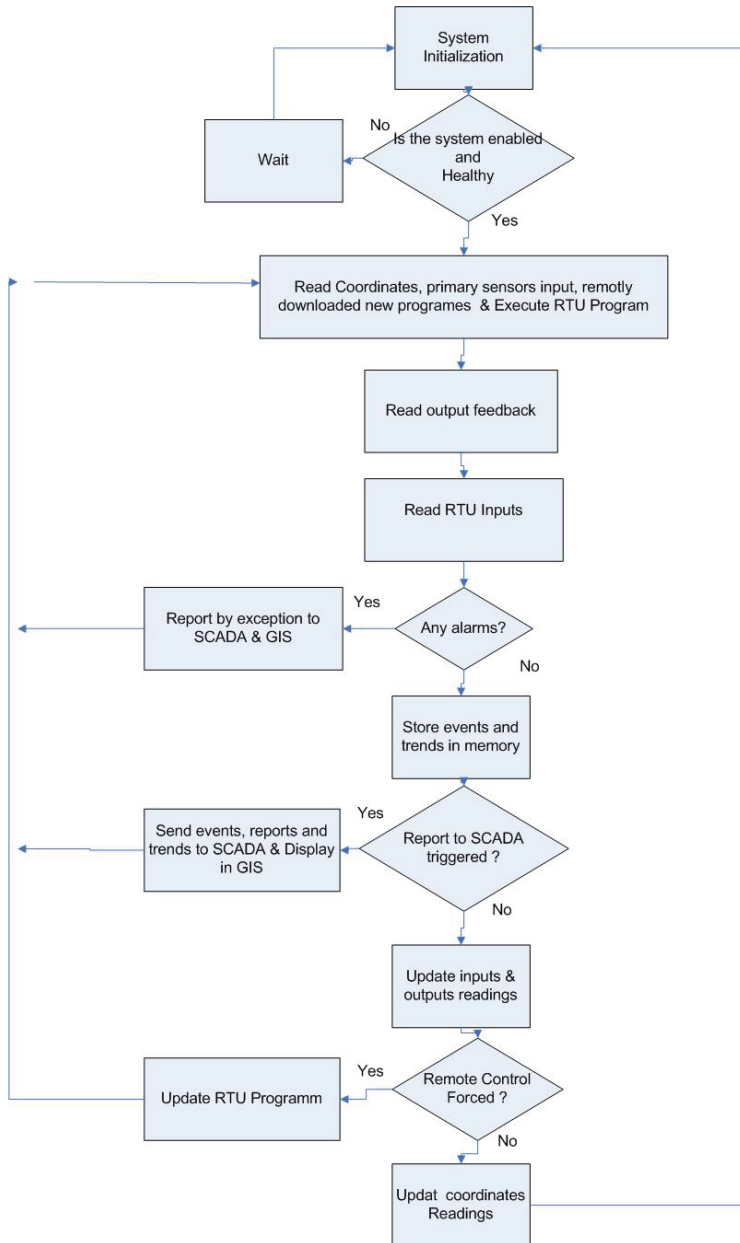 System
Initialization
No
Is the system enabled
and
Healthy
Wait
Yes
Read Coordinates, primary sensors input, remotly
downloaded new programes & Execute RTU Program
Read output feedback
Read RTU Inputs
Yes
Report by exception to
SCADA & GIS
Any alarms?
No
Store events and
trends in memory
Yes
Send events, reports and
trends to SCADA & Display
in GIS
Report to SCADA
triggered ?
No
Update inputs &
outputs readings
Yes
Update RTU Programm
Remote Control
Forced ?
No
Updat coordinates
Readings